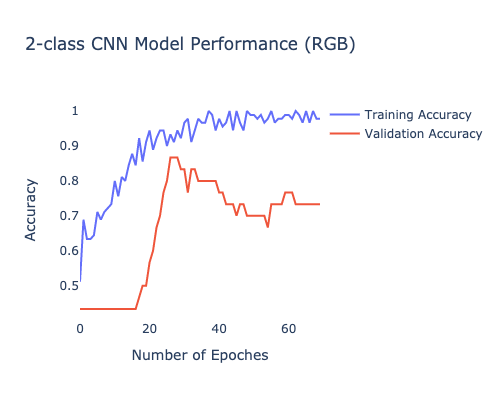 2-class CNN Model Performance (RGB)
Training Accuracy
Validation Accuracy
Accuracy
1
0.9
0.8
0.7
0.6
0.5
0 20 40 60
Number of Epoches